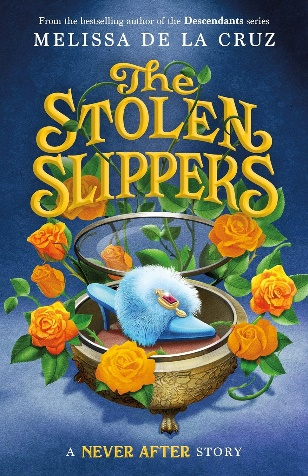 From the bestselling author of the Descendants series
MELISSA DE LA CRUZ
The
STOLEN
SLIPPERS
A NEVER AFTER STORY